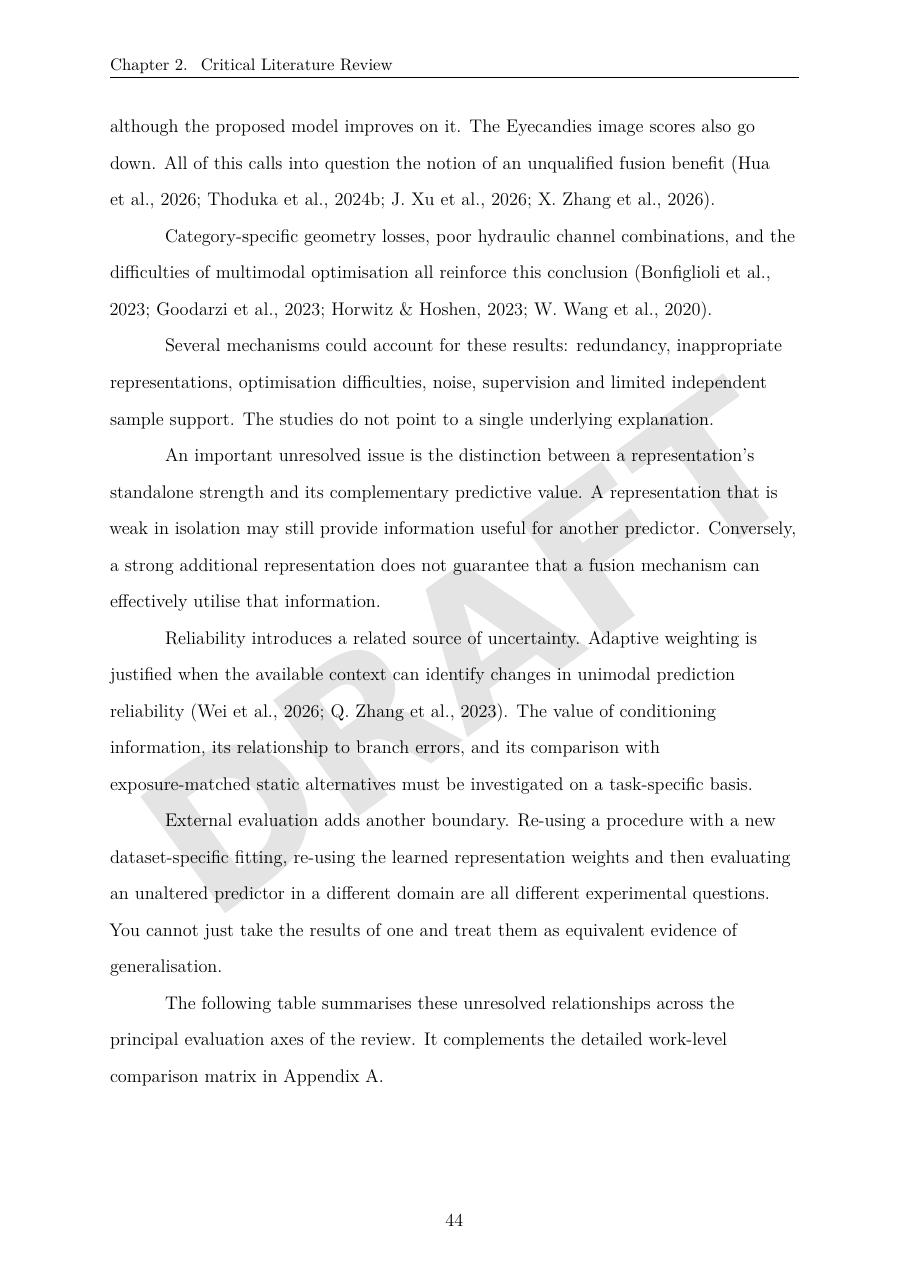 Chapter 2. Critical Literature Review
although the proposed model improves on it. The Eyecandies image scores also go
down. All of this calls into question the notion of an unqualified fusion benefit (Hua
et al., 2026; Thoduka et al., 2024b; J. Xu et al., 2026; X. Zhang et al., 2026).
Category-specific geometry losses, poor hydraulic channel combinations, and the
difficulties of multimodal optimisation all reinforce this conclusion (Bonfiglioli et al.,
2023; Goodarzi et al., 2023; Horwitz & Hoshen, 2023; W. Wang et al., 2020).
Several mechanisms could account for these results: redundancy, inappropriate
representations, optimisation difficulties, noise, supervision and limited independent
sample support. The studies do not point to a single underlying explanation.
An important unresolved issue is the distinction between a representation's
standalone strength and its complementary predictive value. A representation that is
weak in isolation may still provide information useful for another predictor. Conversely,
a strong additional representation does not guarantee that a fusion mechanism can
effectively utilise that information.
Reliability introduces a related source of uncertainty. Adaptive weighting is
justified when the available context can identify changes in unimodal prediction
reliability (Wei et al., 2026; Q. Zhang et al., 2023). The value of conditioning
information, its relationship to branch errors, and its comparison with
exposure-matched static alternatives must be investigated on a task-specific basis.
External evaluation adds another boundary. Re-using a procedure with a new
dataset-specific fitting, re-using the learned representation weights and then evaluating
an unaltered predictor in a different domain are all different experimental questions.
You cannot just take the results of one and treat them as equivalent evidence of
generalisation.
The following table summarises these unresolved relationships across the
principal evaluation axes of the review. It complements the detailed work-level
comparison matrix in Appendix A.
DRAFT
44